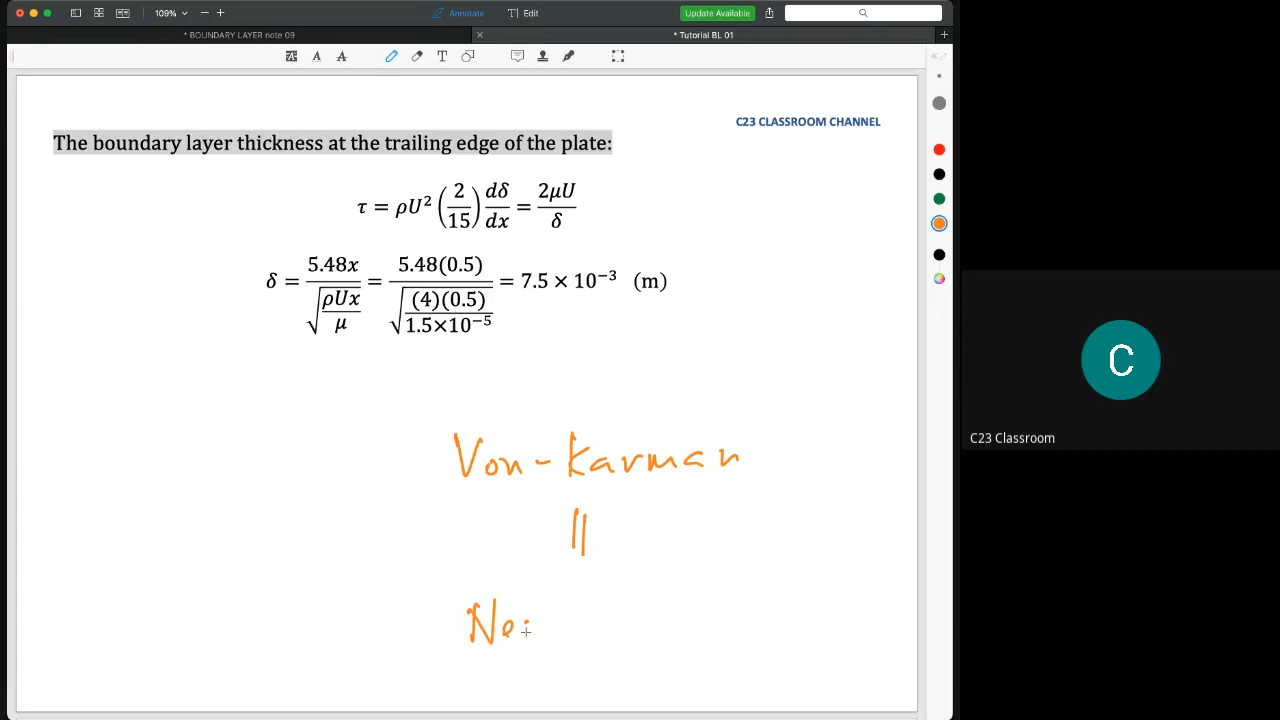 109%
Annotate
Edit
Update Available
* BOUNDARY LAYER note 09
* Tutorial BL 01
C23 CLASSROOM CHANNEL
The boundary layer thickness at the trailing edge of the plate:
τ = ρU² (2/15) dδ/dx = 2μU/δ
δ = 5.48x/√(ρUx/μ) = 5.48(0.5)/√((4)(0.5)/1.5×10⁻⁵) = 7.5 × 10⁻³ (m)
Von-Karman
||
C
C23 Classroom